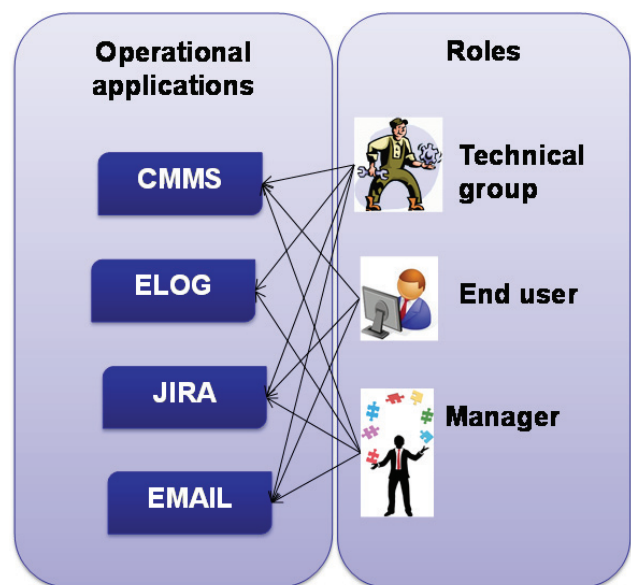 Operational
applications
CMMS
ELOG
JIRA
EMAIL
Roles
Technical
group
End user
Manager